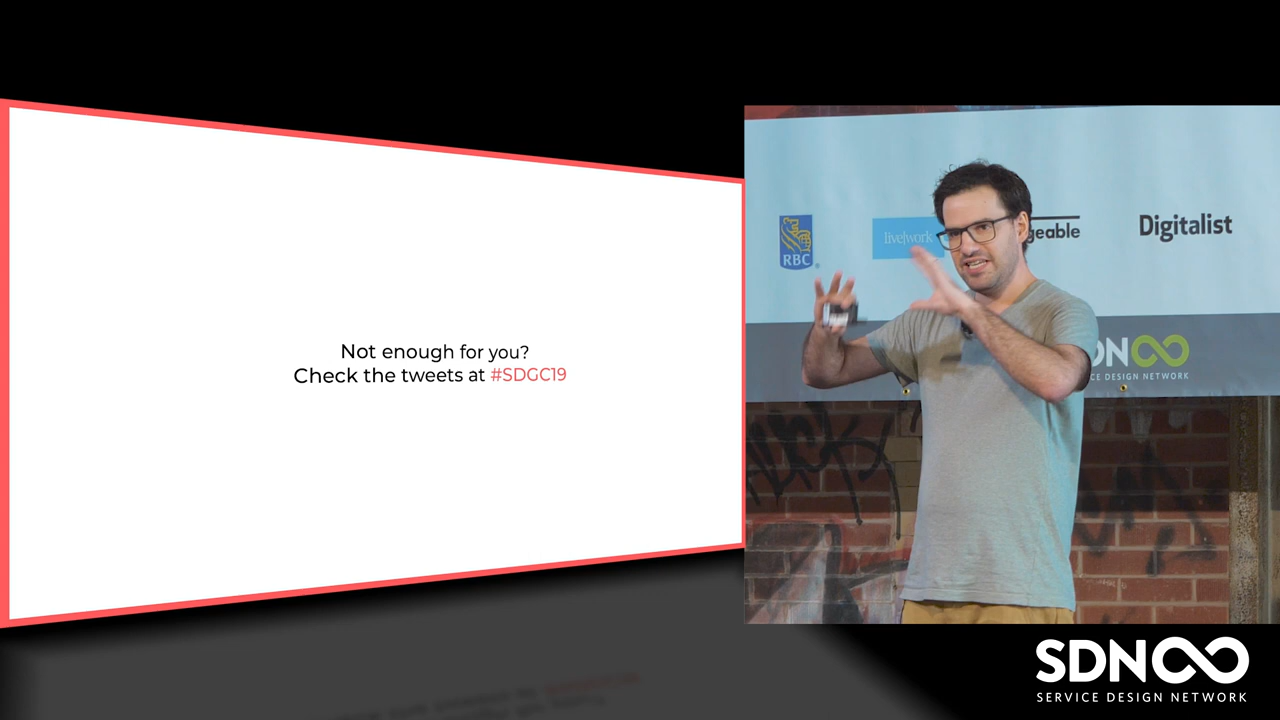 Not enough for you?
Check the tweets at #SDGC19
RBC
live|work
geable
Digitalist
DN
CE DESIGN NETWORK
SDN
SERVICE DESIGN NETWORK